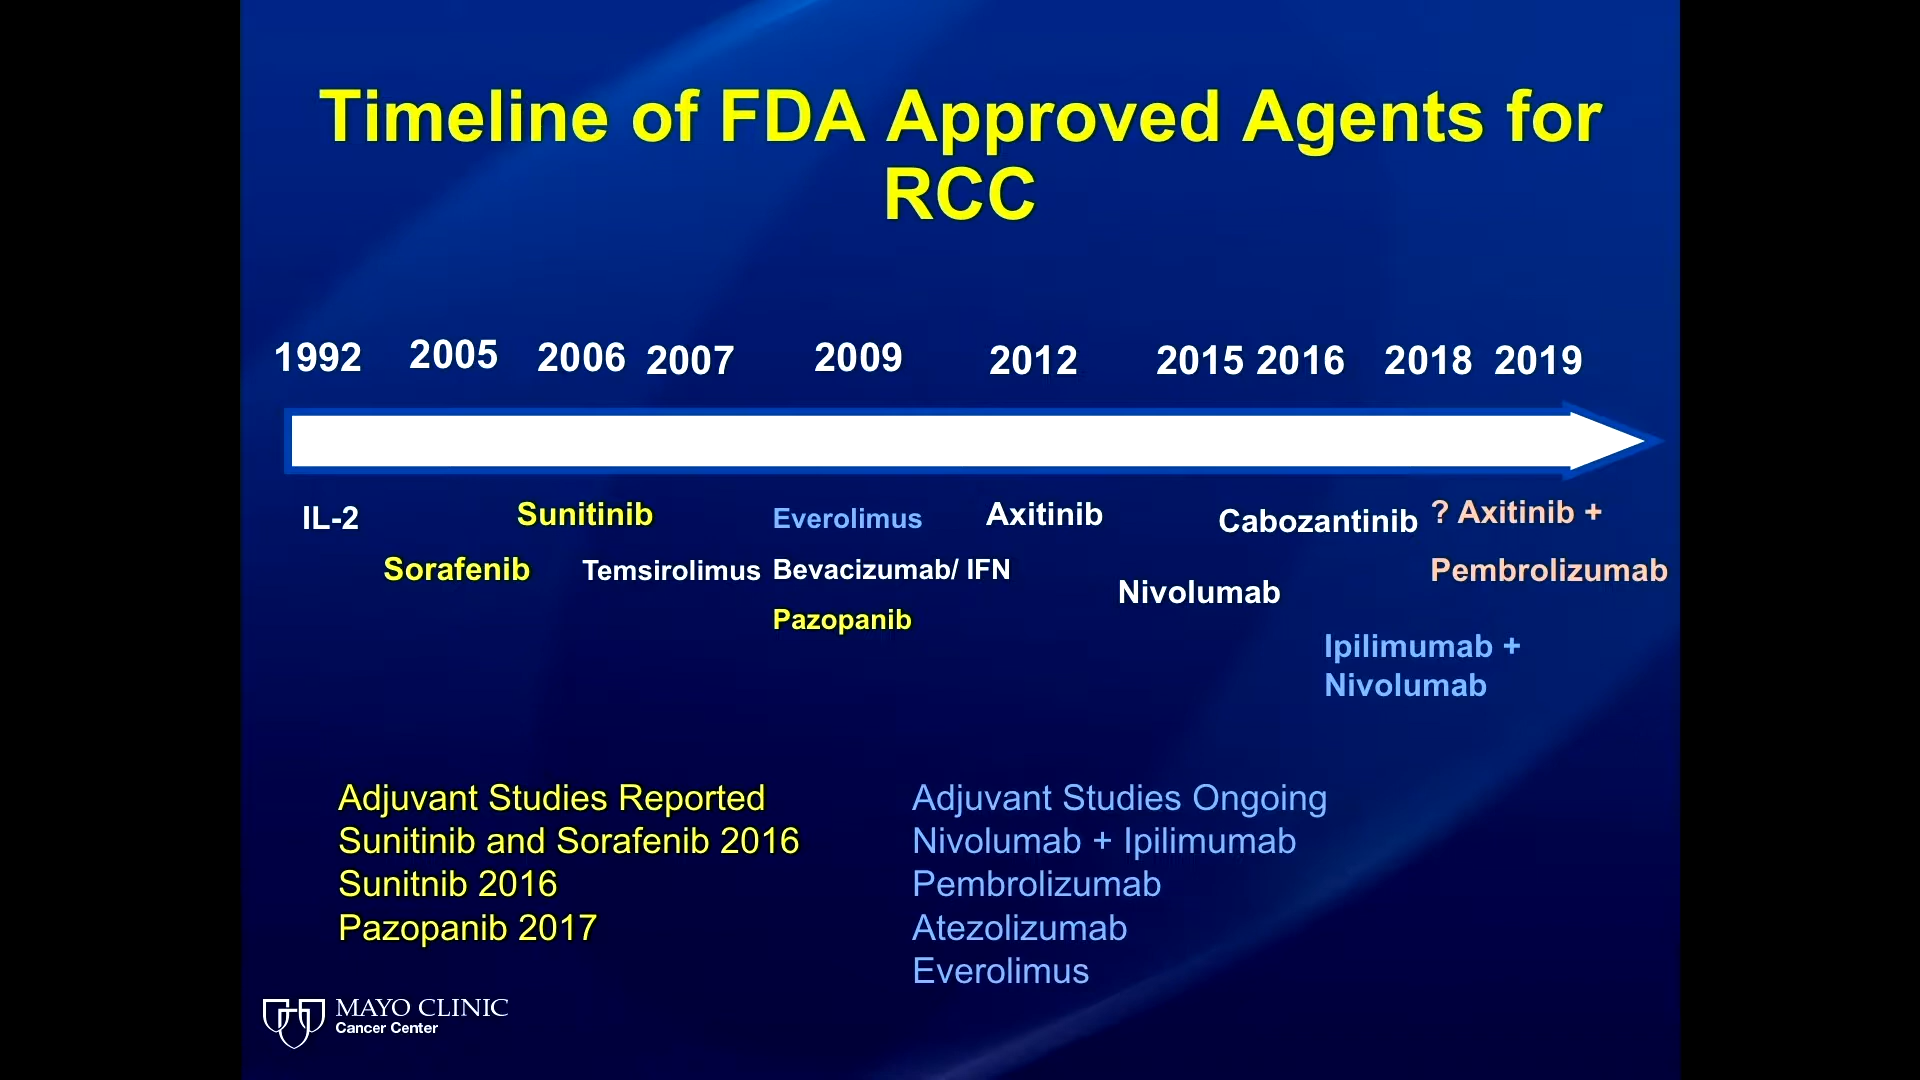 Timeline of FDA Approved Agents for
RCC
1992 2005 2006 2007 2009 2012 2015 2016 2018 2019
IL-2
Sorafenib
Sunitinib
Temsirolimus
Everolimus
Bevacizumab/ IFN
Pazopanib
Axitinib
Nivolumab
Cabozantinib
Ipilimumab +
Nivolumab
? Axitinib +
Pembrolizumab
Adjuvant Studies Reported
Sunitinib and Sorafenib 2016
Sunitnib 2016
Pazopanib 2017
Adjuvant Studies Ongoing
Nivolumab + Ipilimumab
Pembrolizumab
Atezolizumab
Everolimus
MAYO CLINIC
Cancer Center